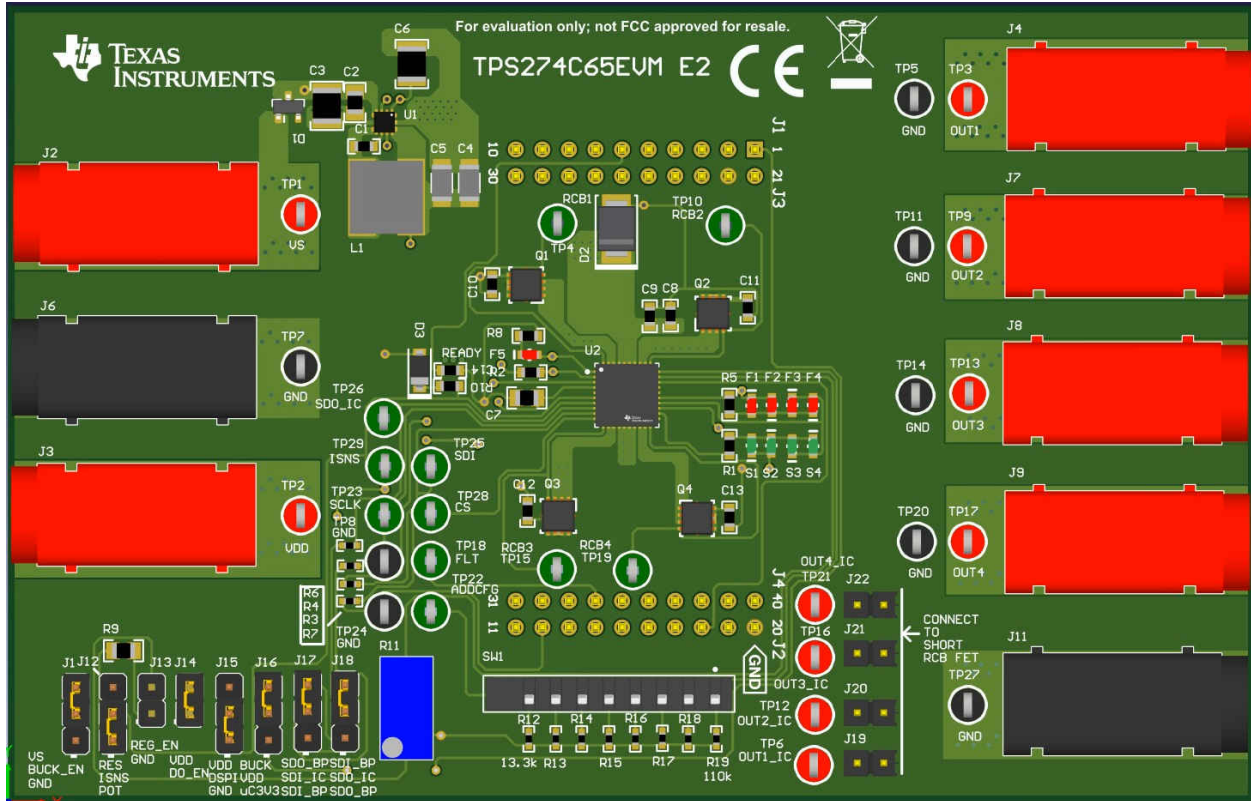 For evaluation only; not FCC approved for resale.
TEXAS
INSTRUMENTS
TPS274C65EVM E2
CE
C6
C3
C2
U1
D1
C1
C5
C4
L1
J2
TP1
VS
J6
TP7
GND
J3
TP2
VDD
10
30
J1
1
21
J3
RCB1
TP4
D2
TP10
RCB2
Q1
C10
Q2
C11
C9
C8
D3
READY
C14
R10
R8
F5
R2
C7
U2
TEXAS
INSTRUMENTS
R5
F1
F2
F3
F4
R1
S1
S2
S3
S4
TP26
SDO_IC
TP29
ISNS
TP25
SDI
TP23
SCLK
TP28
CS
TP8
GND
TP18
FLT
TP22
ADDCFG
TP24
GND
R6
R4
R3
R7
C12
Q3
Q4
C13
RCB3
TP15
RCB4
TP19
31
11
J4
40
20
J2
SW1
GND
R11
R9
J1
J12
J13
J14
J15
J16
J17
J18
VS
BUCK_EN
GND
RES
ISNS
POT
REG_EN
GND
VDD
DO_EN
VDD
DSPI
GND
BUCK
VDD
uC3V3
SDO_BP
SDI_IC
SDI_BP
SDI_BP
SDO_IC
SDO_BP
R12
R14
R16
R18
13.3k
R13
R15
R17
R19
110k
OUT4_IC
TP21
J22
TP16
J21
OUT3_IC
TP12
OUT2_IC
J20
TP6
OUT1_IC
J19
CONNECT
TO
SHORT
RCB FET
J4
TP5
GND
TP3
OUT1
J7
TP11
GND
TP9
OUT2
J8
TP14
GND
TP13
OUT3
J9
TP20
GND
TP17
OUT4
J11
TP27
GND